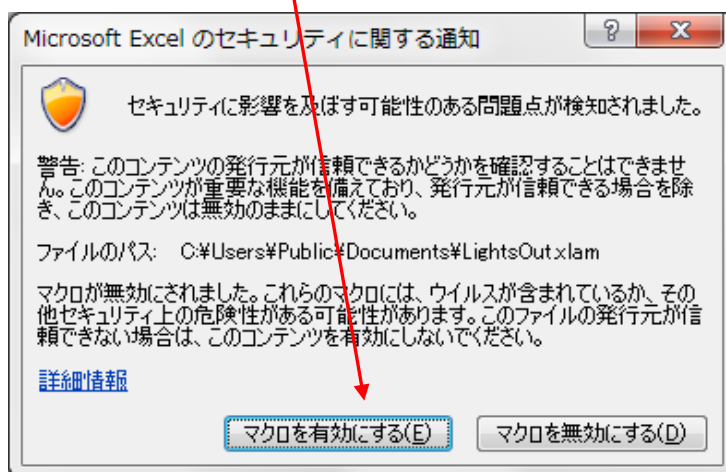 Microsoft Excel のセキュリティに関する通知
セキュリティに影響を及ぼす可能性のある問題点が検知されました。
警告: このコンテンツの発行元が信頼できるかどうかを確認することはできませ
ん。このコンテンツが重要な機能を備えており、発行元が信頼できる場合を除
き、このコンテンツは無効のままにしてください。
ファイルのパス: C:¥Users¥Public¥Documents¥LightsOut.xlam
マクロが無効にされました。これらのマクロには、ウイルスが含まれているか、その
他セキュリティ上の危険性がある可能性があります。このファイルの発行元が信
頼できない場合は、このコンテンツを有効にしないでください。
詳細情報
マクロを有効にする(E) マクロを無効にする(D)